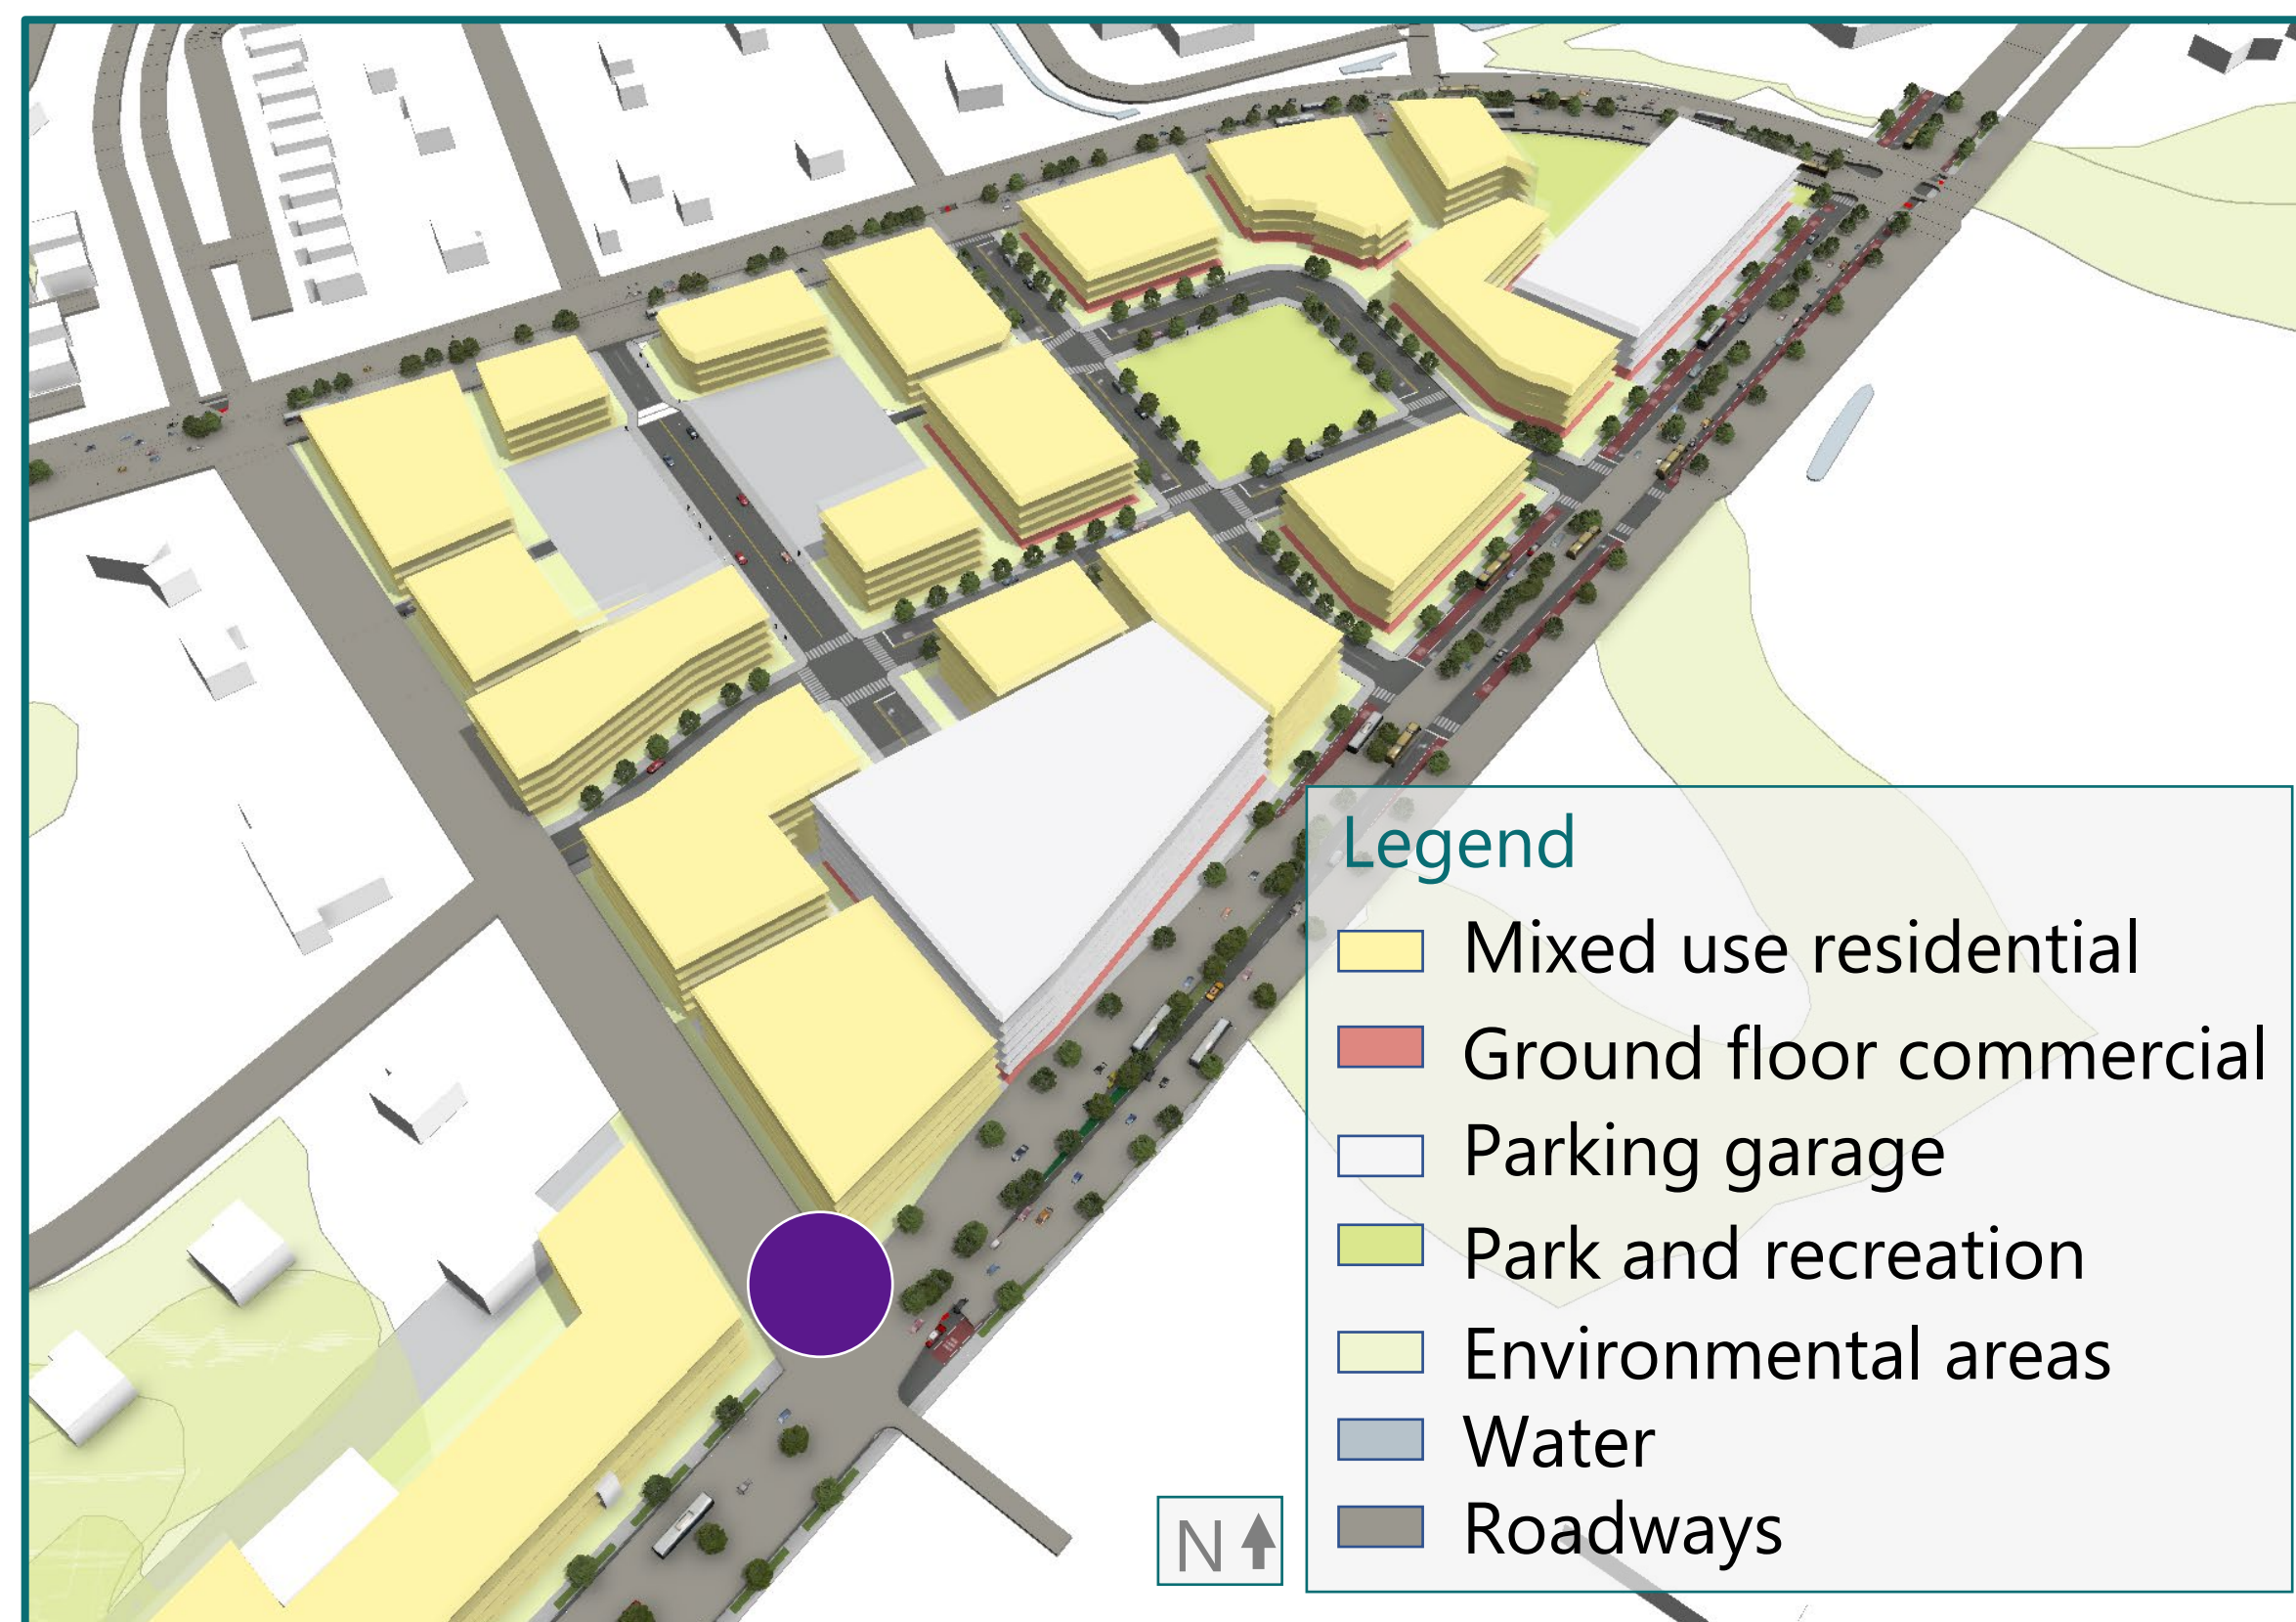 Legend
Mixed use residential
Ground floor commercial
Parking garage
Park and recreation
Environmental areas
Water
Roadways
N